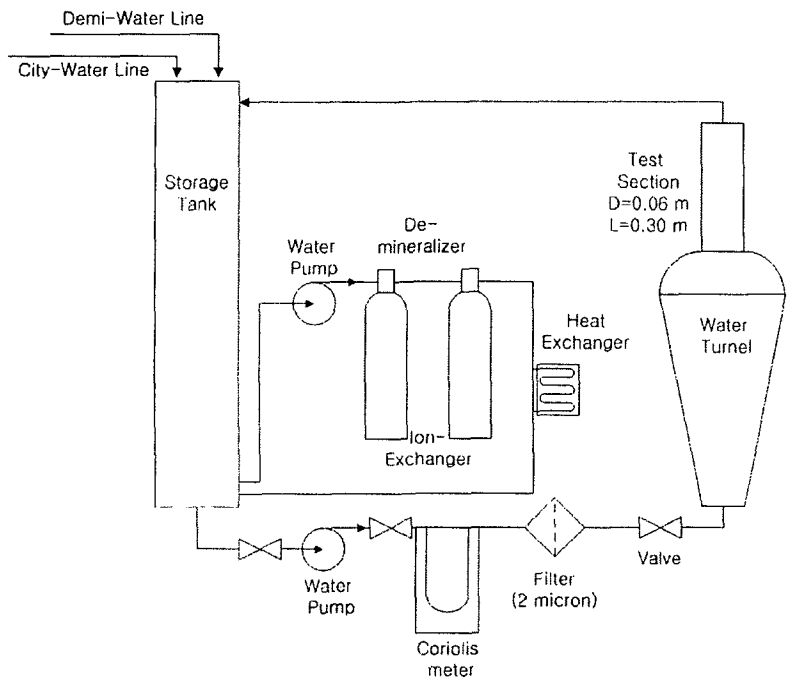 Demi-Water Line
City-Water Line
Storage
Tank
Water
Pump
De-
mineralizer
Ion-
Exchanger
Heat
Exchanger
Test
Section
D=0.06 m
L=0.30 m
Water
Turnel
Water
Pump
Coriolis
meter
Filter
(2 micron)
Valve